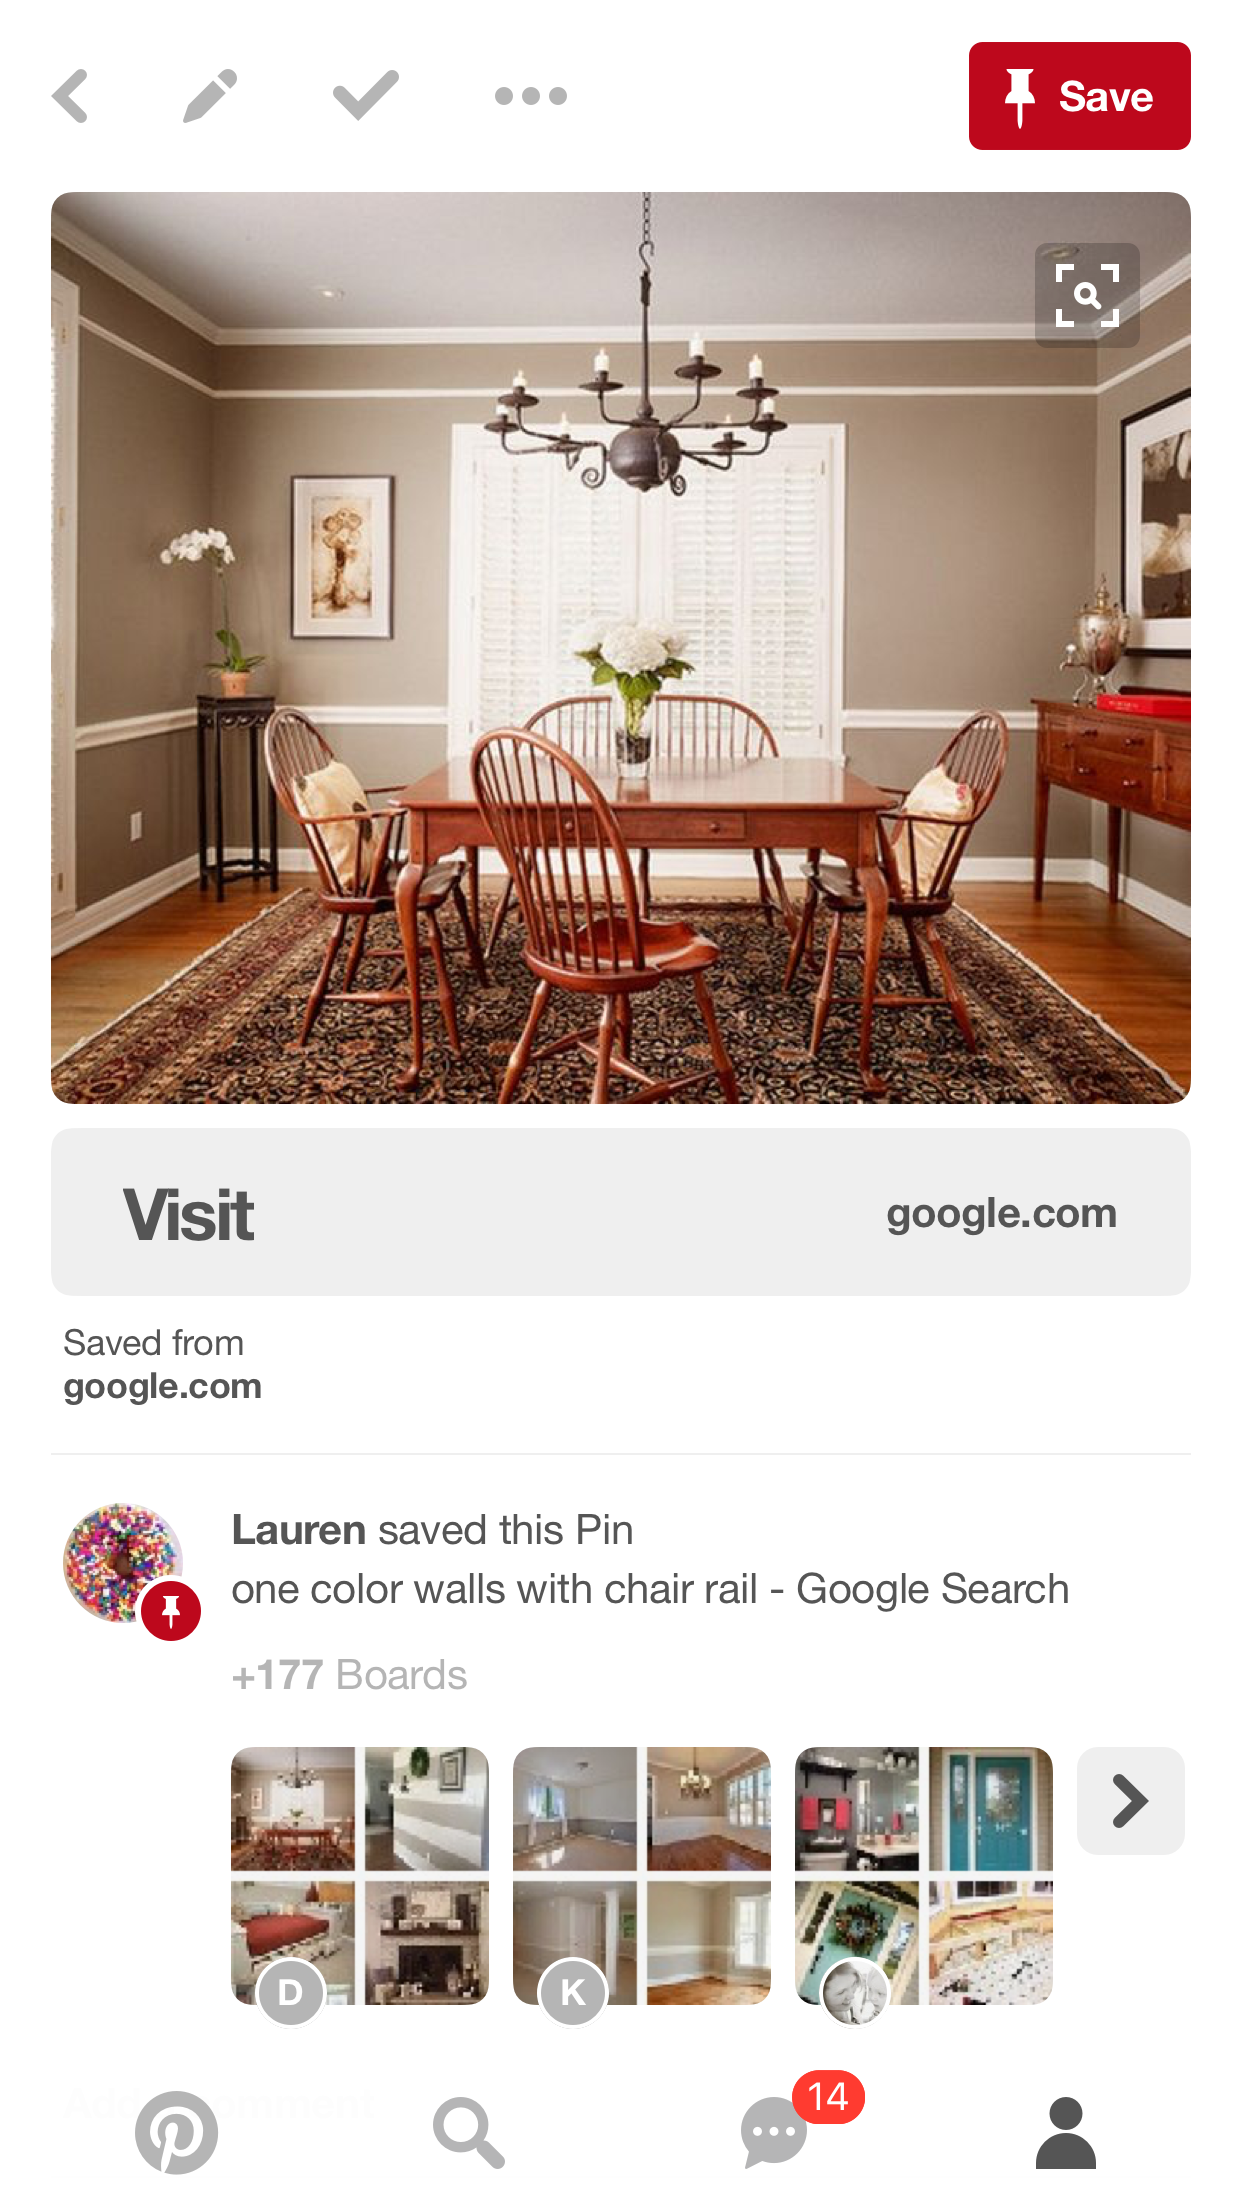 Save
Visit
google.com
Saved from
google.com
Lauren saved this Pin
one color walls with chair rail - Google Search
+177 Boards
D
K
14